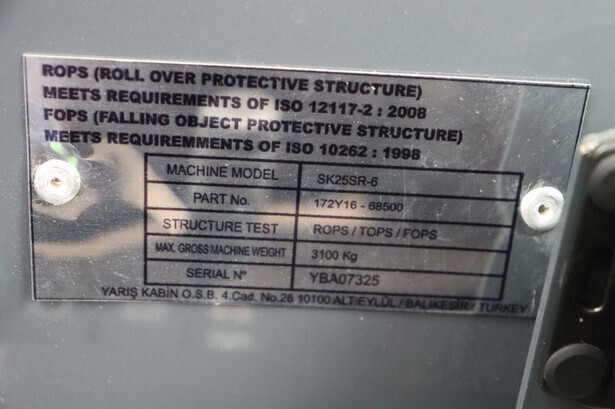 ROPS (ROLL OVER PROTECTIVE STRUCTURE)
MEETS REQUIREMENTS OF ISO 12117-2 : 2008
FOPS (FALLING OBJECT PROTECTIVE STRUCTURE)
MEETS REQUIREMMENTS OF ISO 10262 : 1998
MACHINE MODEL SK25SR-6
PART No. 172Y16 - 68500
STRUCTURE TEST ROPS / TOPS / FOPS
MAX. GROSS MACHINE WEIGHT 3100 Kg
SERIAL Nº YBA07325
YARIŞ KABİN O.S.B. 4.Cad. No.26 10100 ALTIEYLÜL / BALIKESİR / TURKEY